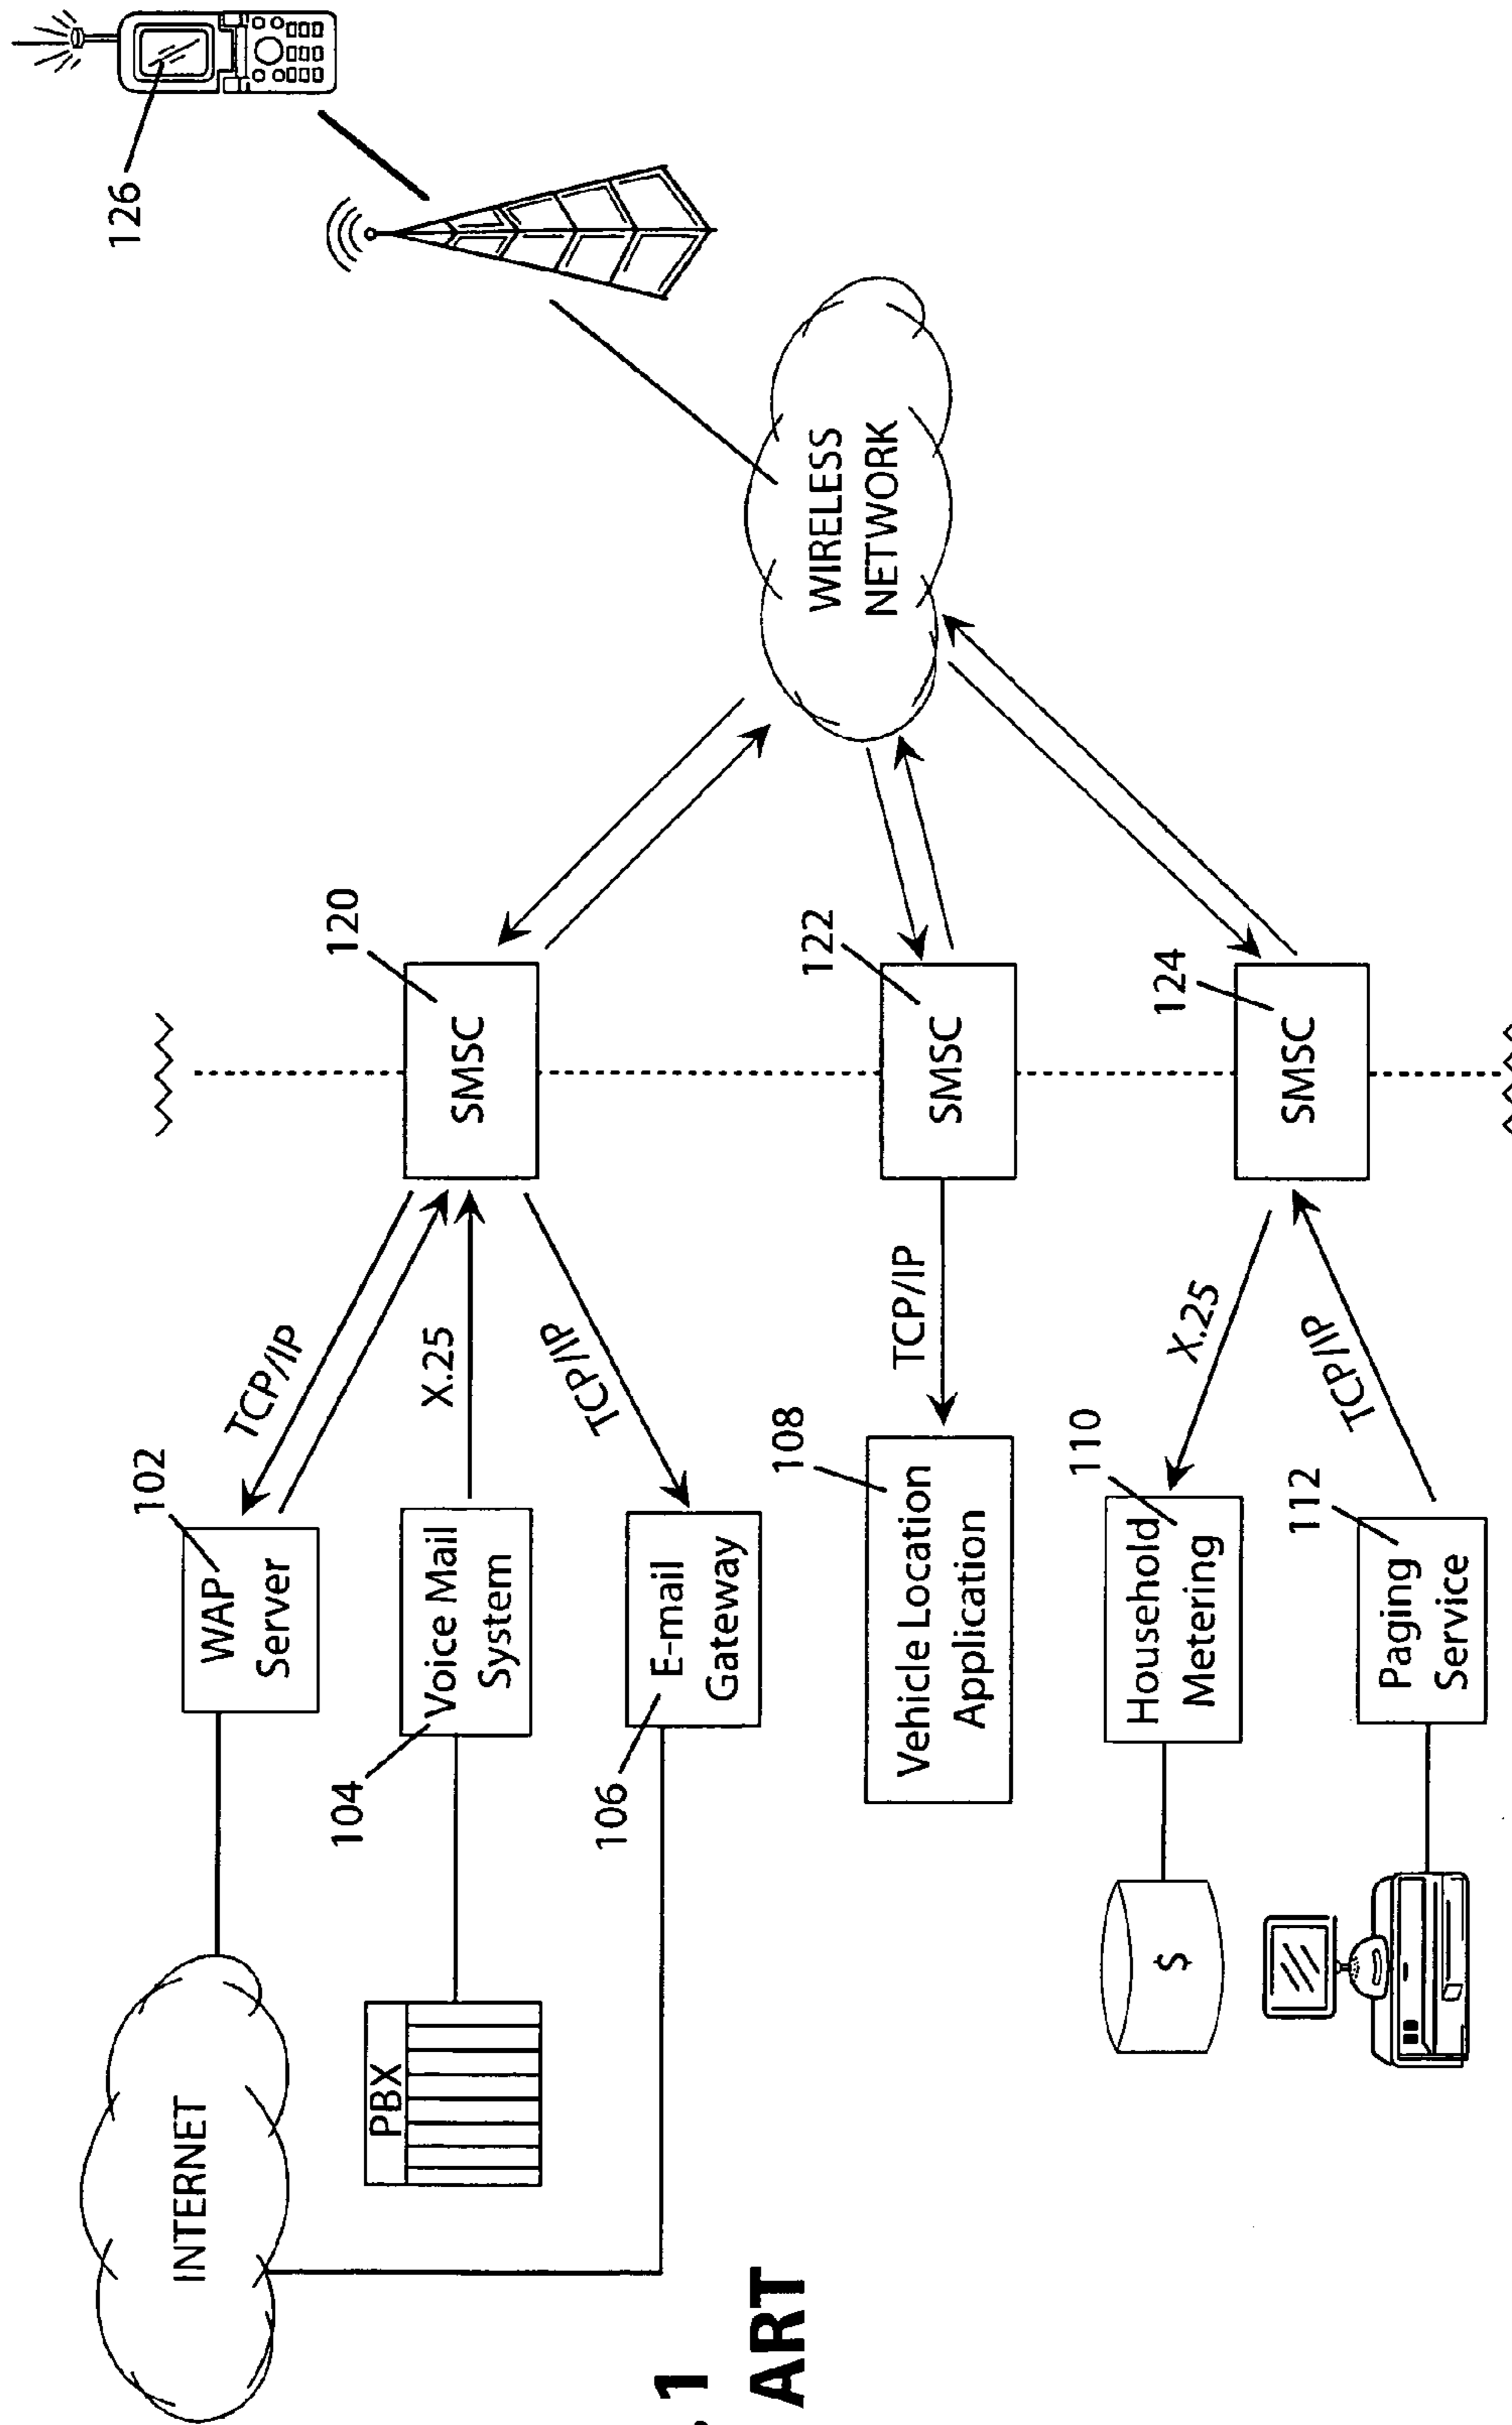 INTERNET
PBX
WAP
Server
102
Voice Mail
System
104
E-mail
Gateway
106
Vehicle Location
Application
108
Household
Metering
110
Paging
Service
112
$
TCP/IP
X.25
TCP/IP
TCP/IP
X.25
TCP/IP
SMSC
120
SMSC
122
SMSC
124
WIRELESS
NETWORK
126
. 1
ART